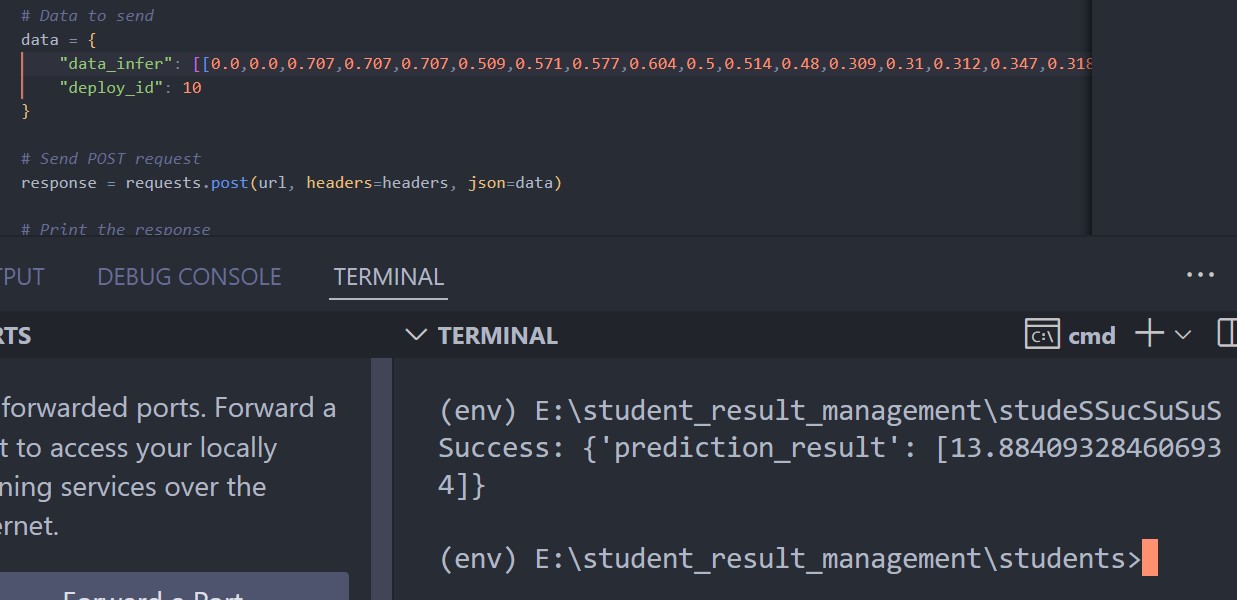 # Data to send
data = {
"data_infer": [[0.0,0.0,0.707,0.707,0.707,0.509,0.571,0.577,0.604,0.5,0.514,0.48,0.309,0.31,0.312,0.347,0.318
"deploy_id": 10
}
# Send POST request
response = requests.post(url, headers=headers, json=data)
# Print the response
TPUT DEBUG CONSOLE TERMINAL
RTS
forwarded ports. Forward a
t to access your locally
ning services over the
ernet.
Forward a Port
TERMINAL
cmd
(env) E:\student_result_management\studeSSucSuSuS
Success: {'prediction_result': [13.88409328460693
4]}
(env) E:\student_result_management\students>